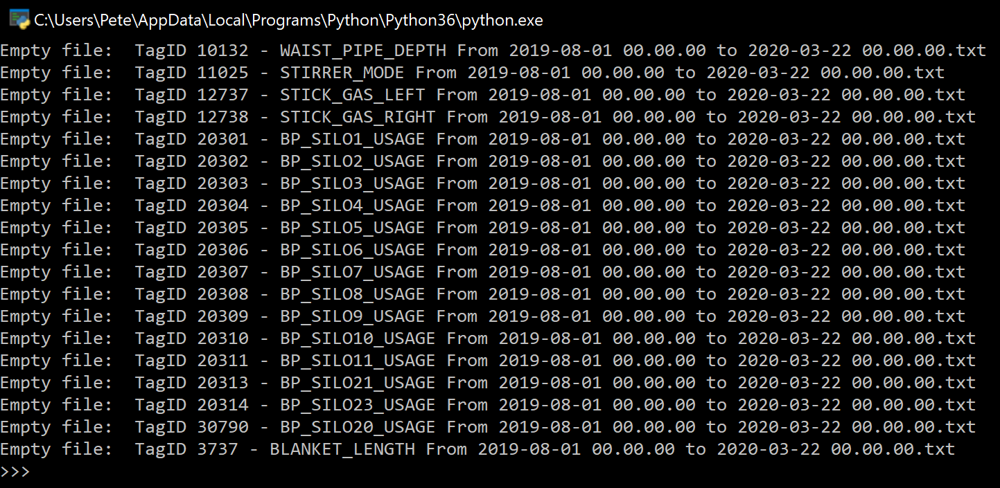 C:\Users\Pete\AppData\Local\Programs\Python\Python36\python.exe
Empty file:  TagID 10132 - WAIST_PIPE_DEPTH From 2019-08-01 00.00.00 to 2020-03-22 00.00.00.txt
Empty file:  TagID 11025 - STIRRER_MODE From 2019-08-01 00.00.00 to 2020-03-22 00.00.00.txt
Empty file:  TagID 12737 - STICK_GAS_LEFT From 2019-08-01 00.00.00 to 2020-03-22 00.00.00.txt
Empty file:  TagID 12738 - STICK_GAS_RIGHT From 2019-08-01 00.00.00 to 2020-03-22 00.00.00.txt
Empty file:  TagID 20301 - BP_SILO1_USAGE From 2019-08-01 00.00.00 to 2020-03-22 00.00.00.txt
Empty file:  TagID 20302 - BP_SILO2_USAGE From 2019-08-01 00.00.00 to 2020-03-22 00.00.00.txt
Empty file:  TagID 20303 - BP_SILO3_USAGE From 2019-08-01 00.00.00 to 2020-03-22 00.00.00.txt
Empty file:  TagID 20304 - BP_SILO4_USAGE From 2019-08-01 00.00.00 to 2020-03-22 00.00.00.txt
Empty file:  TagID 20305 - BP_SILO5_USAGE From 2019-08-01 00.00.00 to 2020-03-22 00.00.00.txt
Empty file:  TagID 20306 - BP_SILO6_USAGE From 2019-08-01 00.00.00 to 2020-03-22 00.00.00.txt
Empty file:  TagID 20307 - BP_SILO7_USAGE From 2019-08-01 00.00.00 to 2020-03-22 00.00.00.txt
Empty file:  TagID 20308 - BP_SILO8_USAGE From 2019-08-01 00.00.00 to 2020-03-22 00.00.00.txt
Empty file:  TagID 20309 - BP_SILO9_USAGE From 2019-08-01 00.00.00 to 2020-03-22 00.00.00.txt
Empty file:  TagID 20310 - BP_SILO10_USAGE From 2019-08-01 00.00.00 to 2020-03-22 00.00.00.txt
Empty file:  TagID 20311 - BP_SILO11_USAGE From 2019-08-01 00.00.00 to 2020-03-22 00.00.00.txt
Empty file:  TagID 20313 - BP_SILO21_USAGE From 2019-08-01 00.00.00 to 2020-03-22 00.00.00.txt
Empty file:  TagID 20314 - BP_SILO23_USAGE From 2019-08-01 00.00.00 to 2020-03-22 00.00.00.txt
Empty file:  TagID 30790 - BP_SILO20_USAGE From 2019-08-01 00.00.00 to 2020-03-22 00.00.00.txt
Empty file:  TagID 3737 - BLANKET_LENGTH From 2019-08-01 00.00.00 to 2020-03-22 00.00.00.txt
>>>